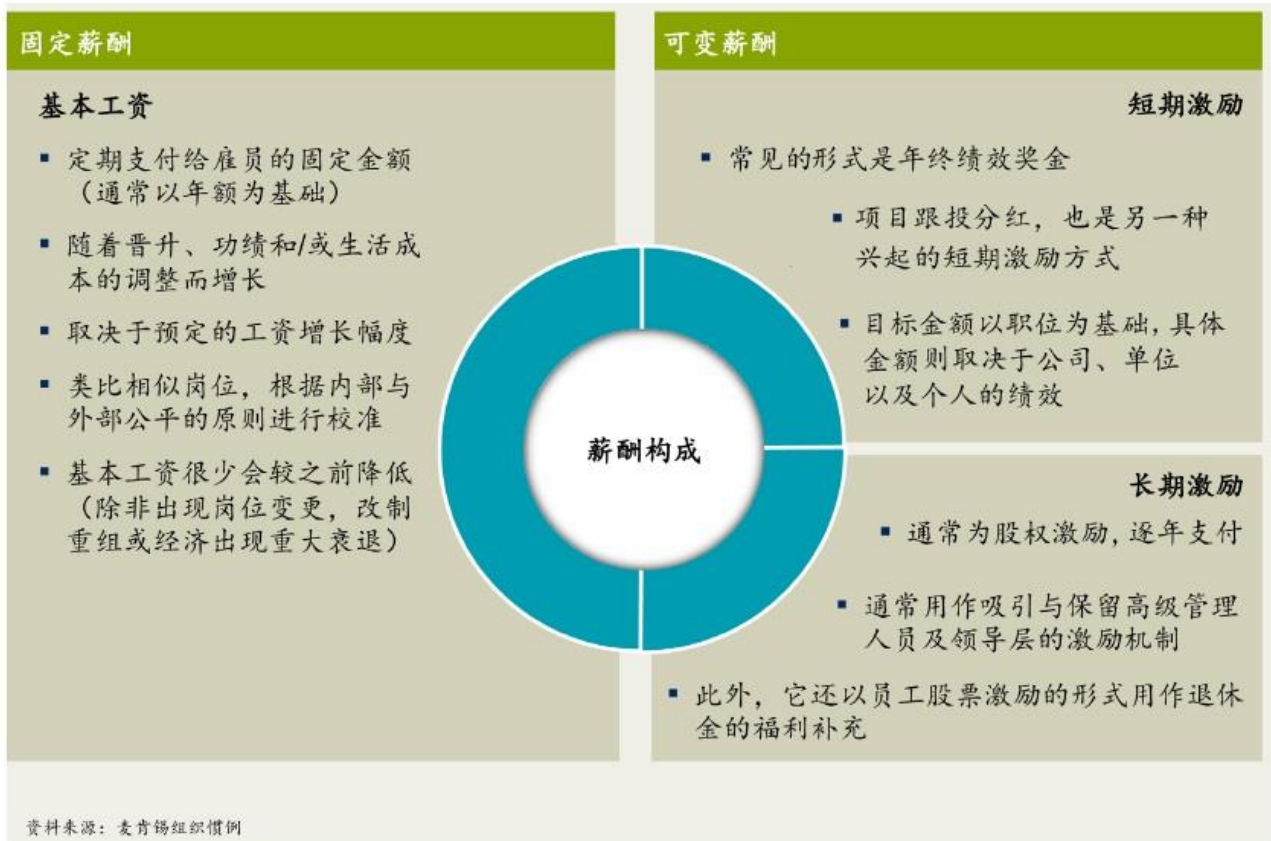 固定薪酬
基本工资
▪ 定期支付给雇员的固定金额
（通常以年额为基础）
▪ 随着晋升、功绩和/或生活成
本的调整而增长
▪ 取决于预定的工资增长幅度
▪ 类比相似岗位，根据内部与
外部公平的原则进行校准
▪ 基本工资很少会较之前降低
（除非出现岗位变更，改制
重组或经济出现重大衰退）
可变薪酬
短期激励
▪ 常见的形式是年终绩效奖金
▪ 项目跟投分红，也是另一种
兴起的短期激励方式
▪ 目标金额以职位为基础，具体
金额则取决于公司、单位
以及个人的绩效
薪酬构成
长期激励
▪ 通常为股权激励，逐年支付
▪ 通常用作吸引与保留高级管理
人员及领导层的激励机制
▪ 此外，它还以员工股票激励的形式用作退休
金的福利补充
资料来源：麦肯锡组织惯例